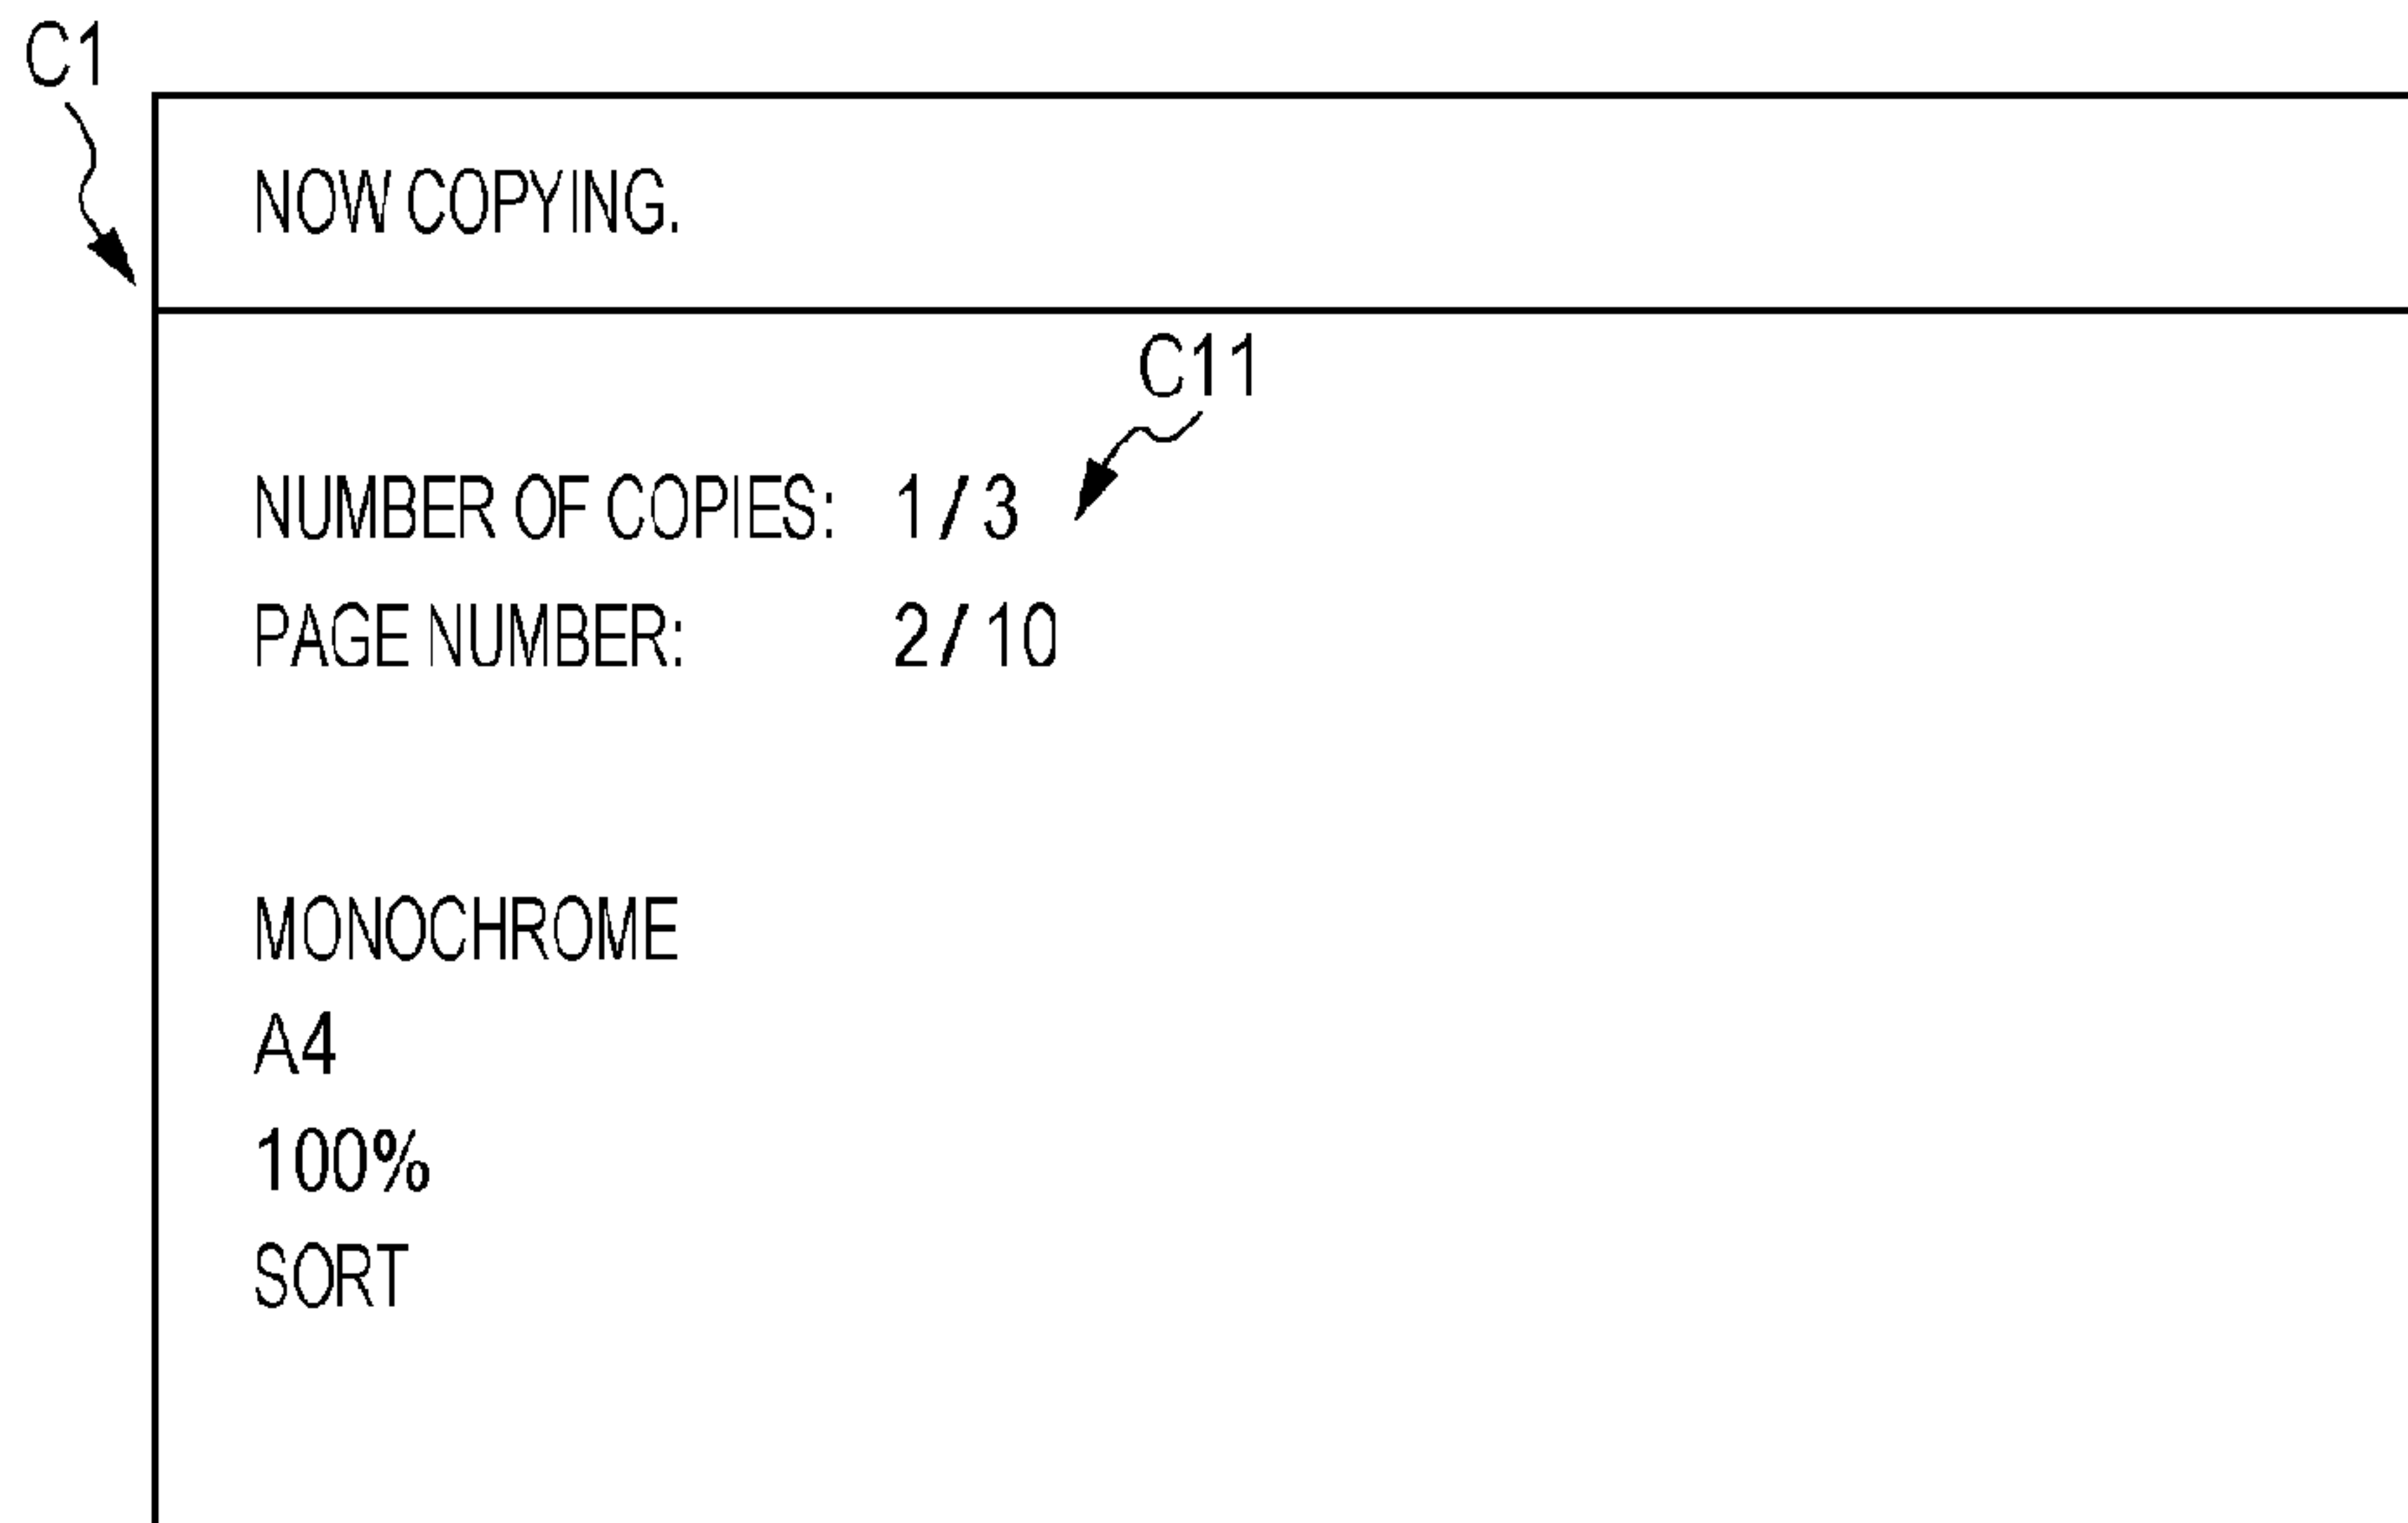 C1
NOW COPYING.
C11
NUMBER OF COPIES: 1/3
PAGE NUMBER: 2/10
MONOCHROME
A4
100%
SORT